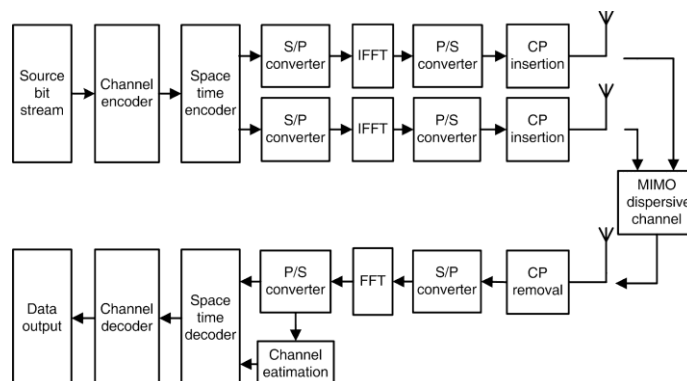 Source
bit
stream
Channel
encoder
Space
time
encoder
S/P
converter
IFFT
P/S
converter
CP
insertion
S/P
converter
IFFT
P/S
converter
CP
insertion
MIMO
dispersive
channel
Data
output
Channel
decoder
Space
time
decoder
P/S
converter
FFT
S/P
converter
CP
removal
Channel
eatimation